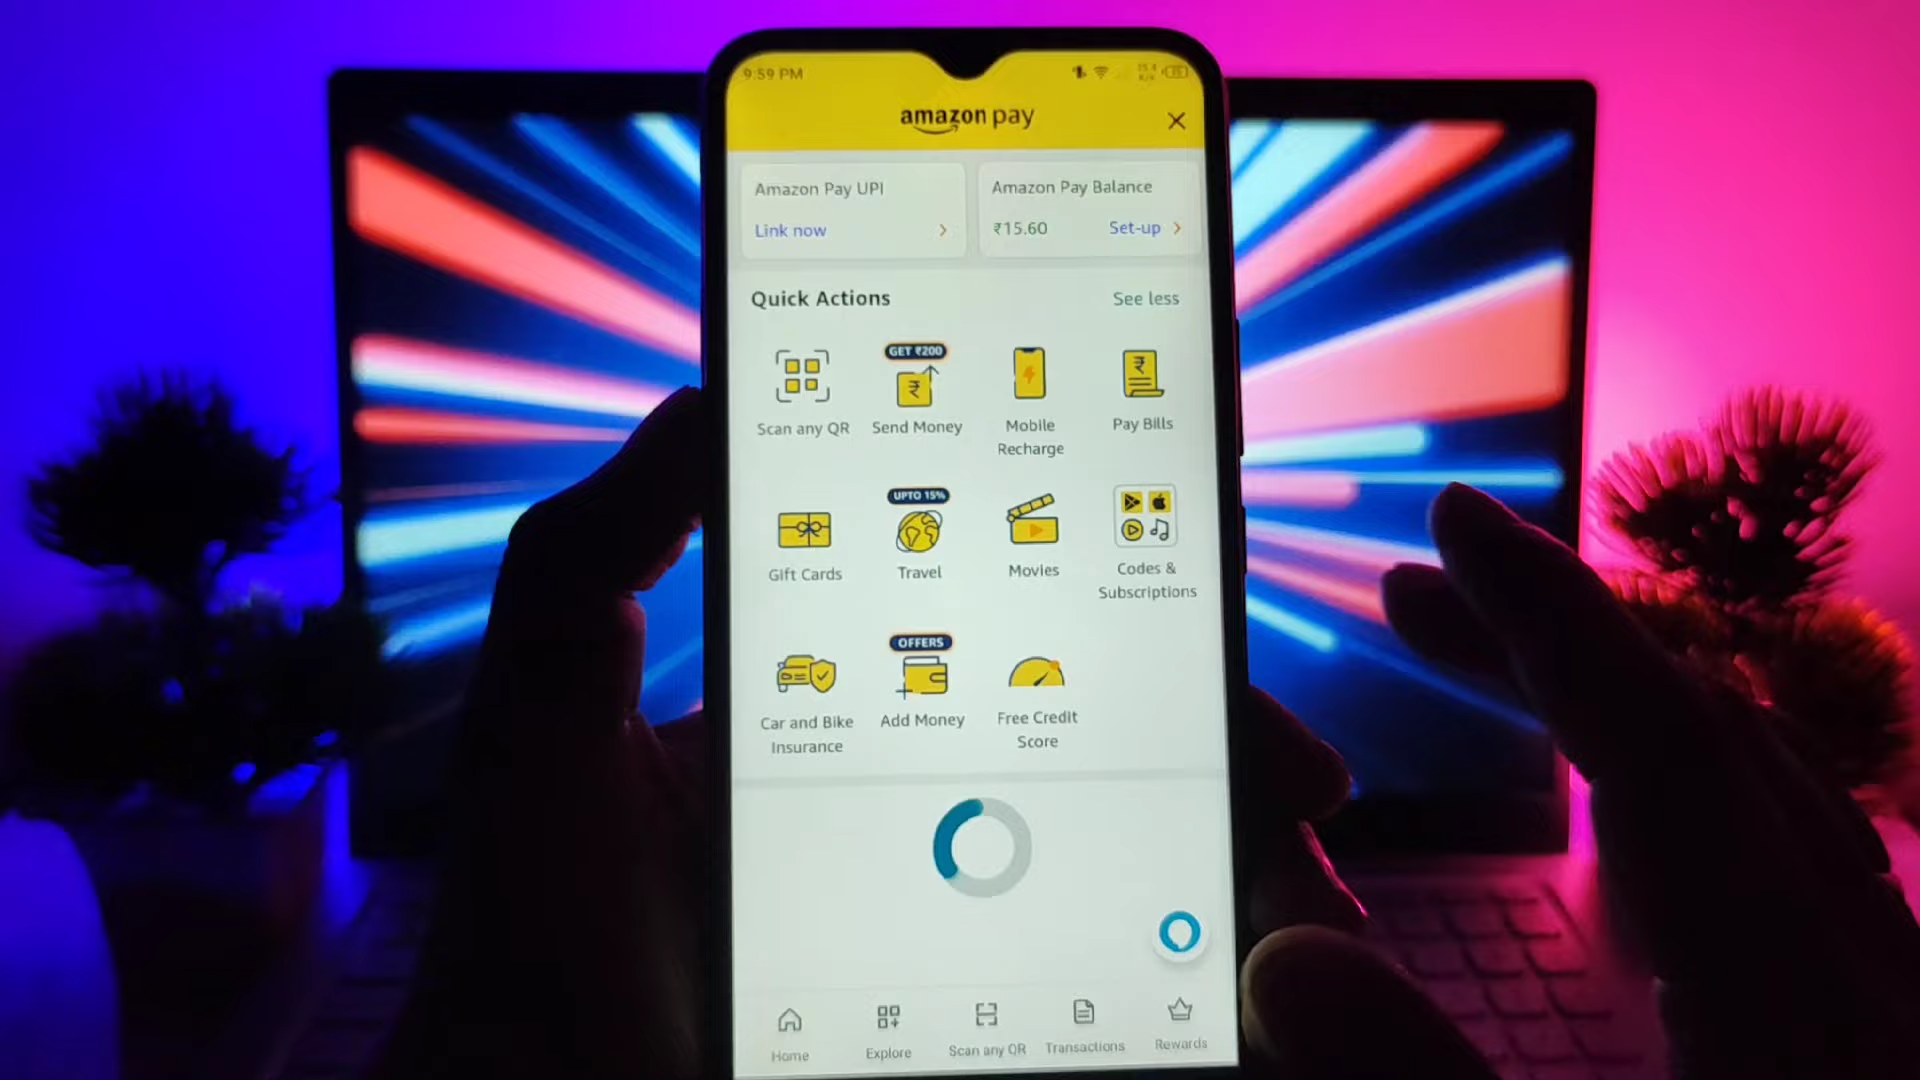 9:59 PM
amazon pay
Amazon Pay UPI
Link now
Amazon Pay Balance
₹15.60 Set-up
Quick Actions
See less
Scan any QR
GET ₹200
Send Money
Mobile
Recharge
Pay Bills
Gift Cards
UPTO 15%
Travel
Movies
Codes &
Subscriptions
Car and Bike
Insurance
OFFERS
Add Money
Free Credit
Score
Home
Explore
Scan any QR
Transactions
Rewards